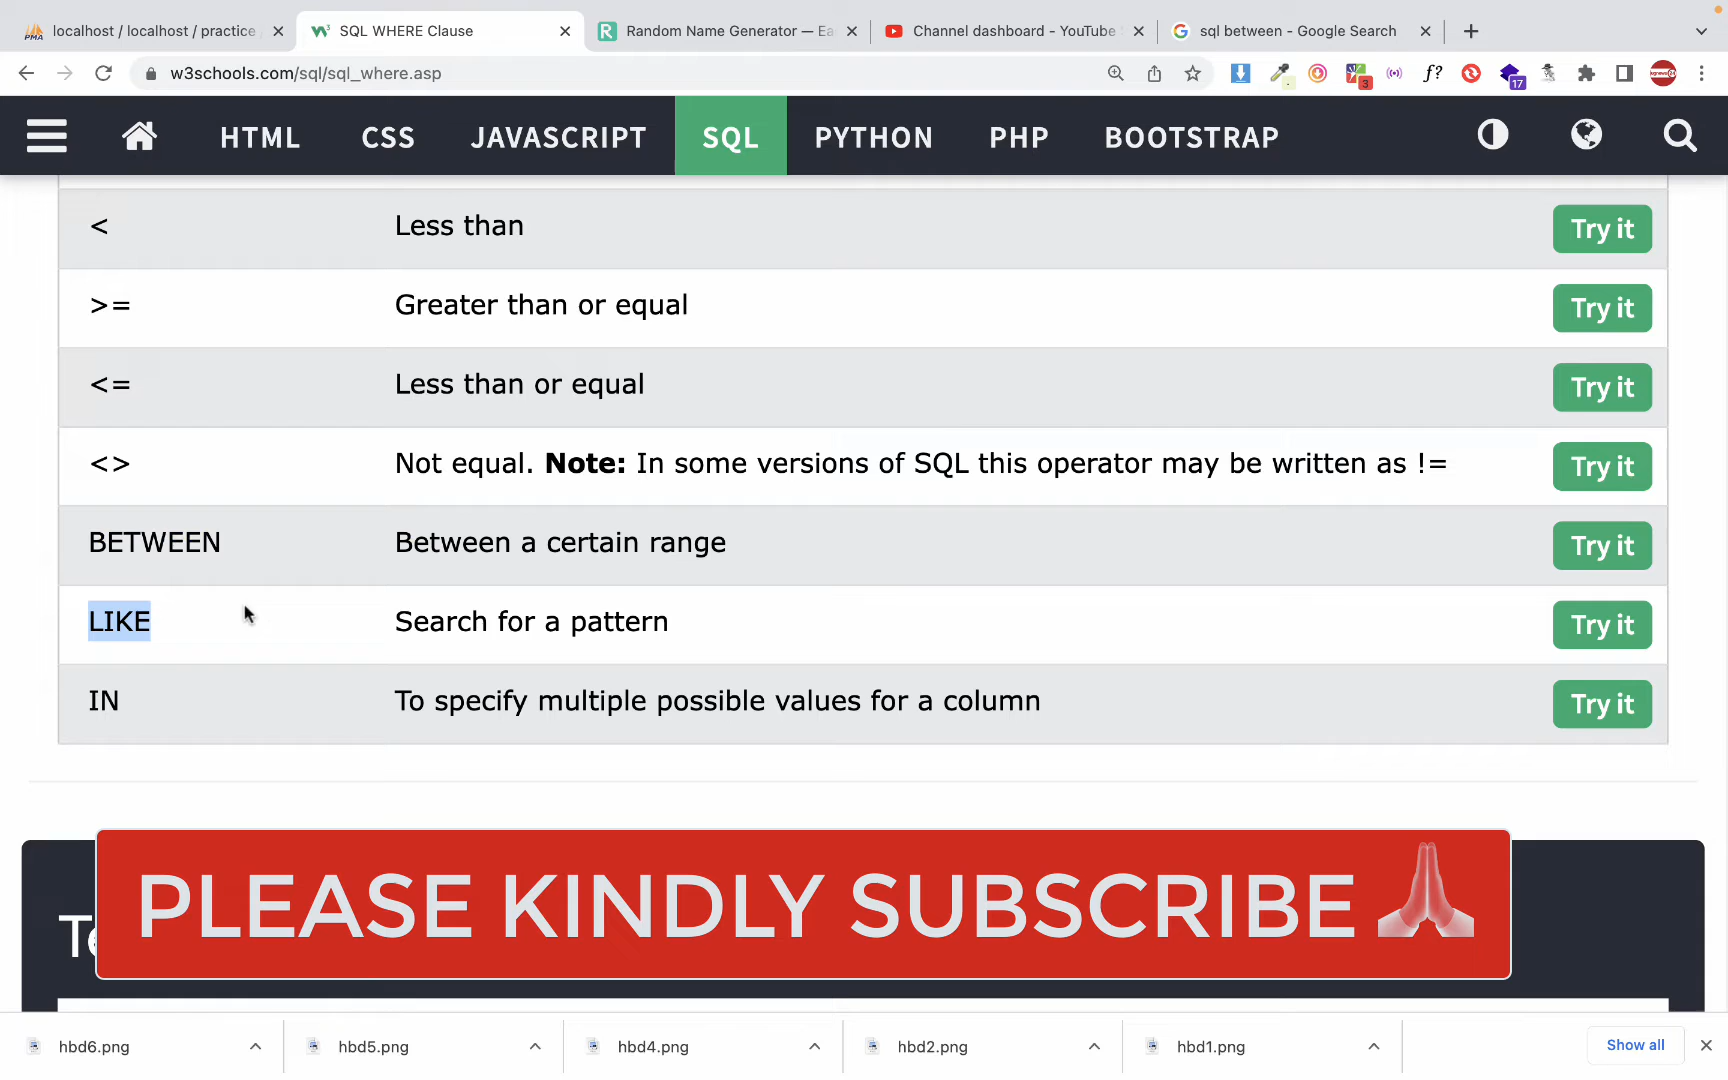 localhost / localhost / practice
SQL WHERE Clause
Random Name Generator — Ea
Channel dashboard - YouTube
sql between - Google Search
w3schools.com/sql/sql_where.asp
3
f?
17
HTML
CSS
JAVASCRIPT
SQL
PYTHON
PHP
BOOTSTRAP
< Less than Try it
>= Greater than or equal Try it
<= Less than or equal Try it
<> Not equal. Note: In some versions of SQL this operator may be written as != Try it
BETWEEN Between a certain range Try it
LIKE Search for a pattern Try it
IN To specify multiple possible values for a column Try it
PLEASE KINDLY SUBSCRIBE
hbd6.png
hbd5.png
hbd4.png
hbd2.png
hbd1.png
Show all